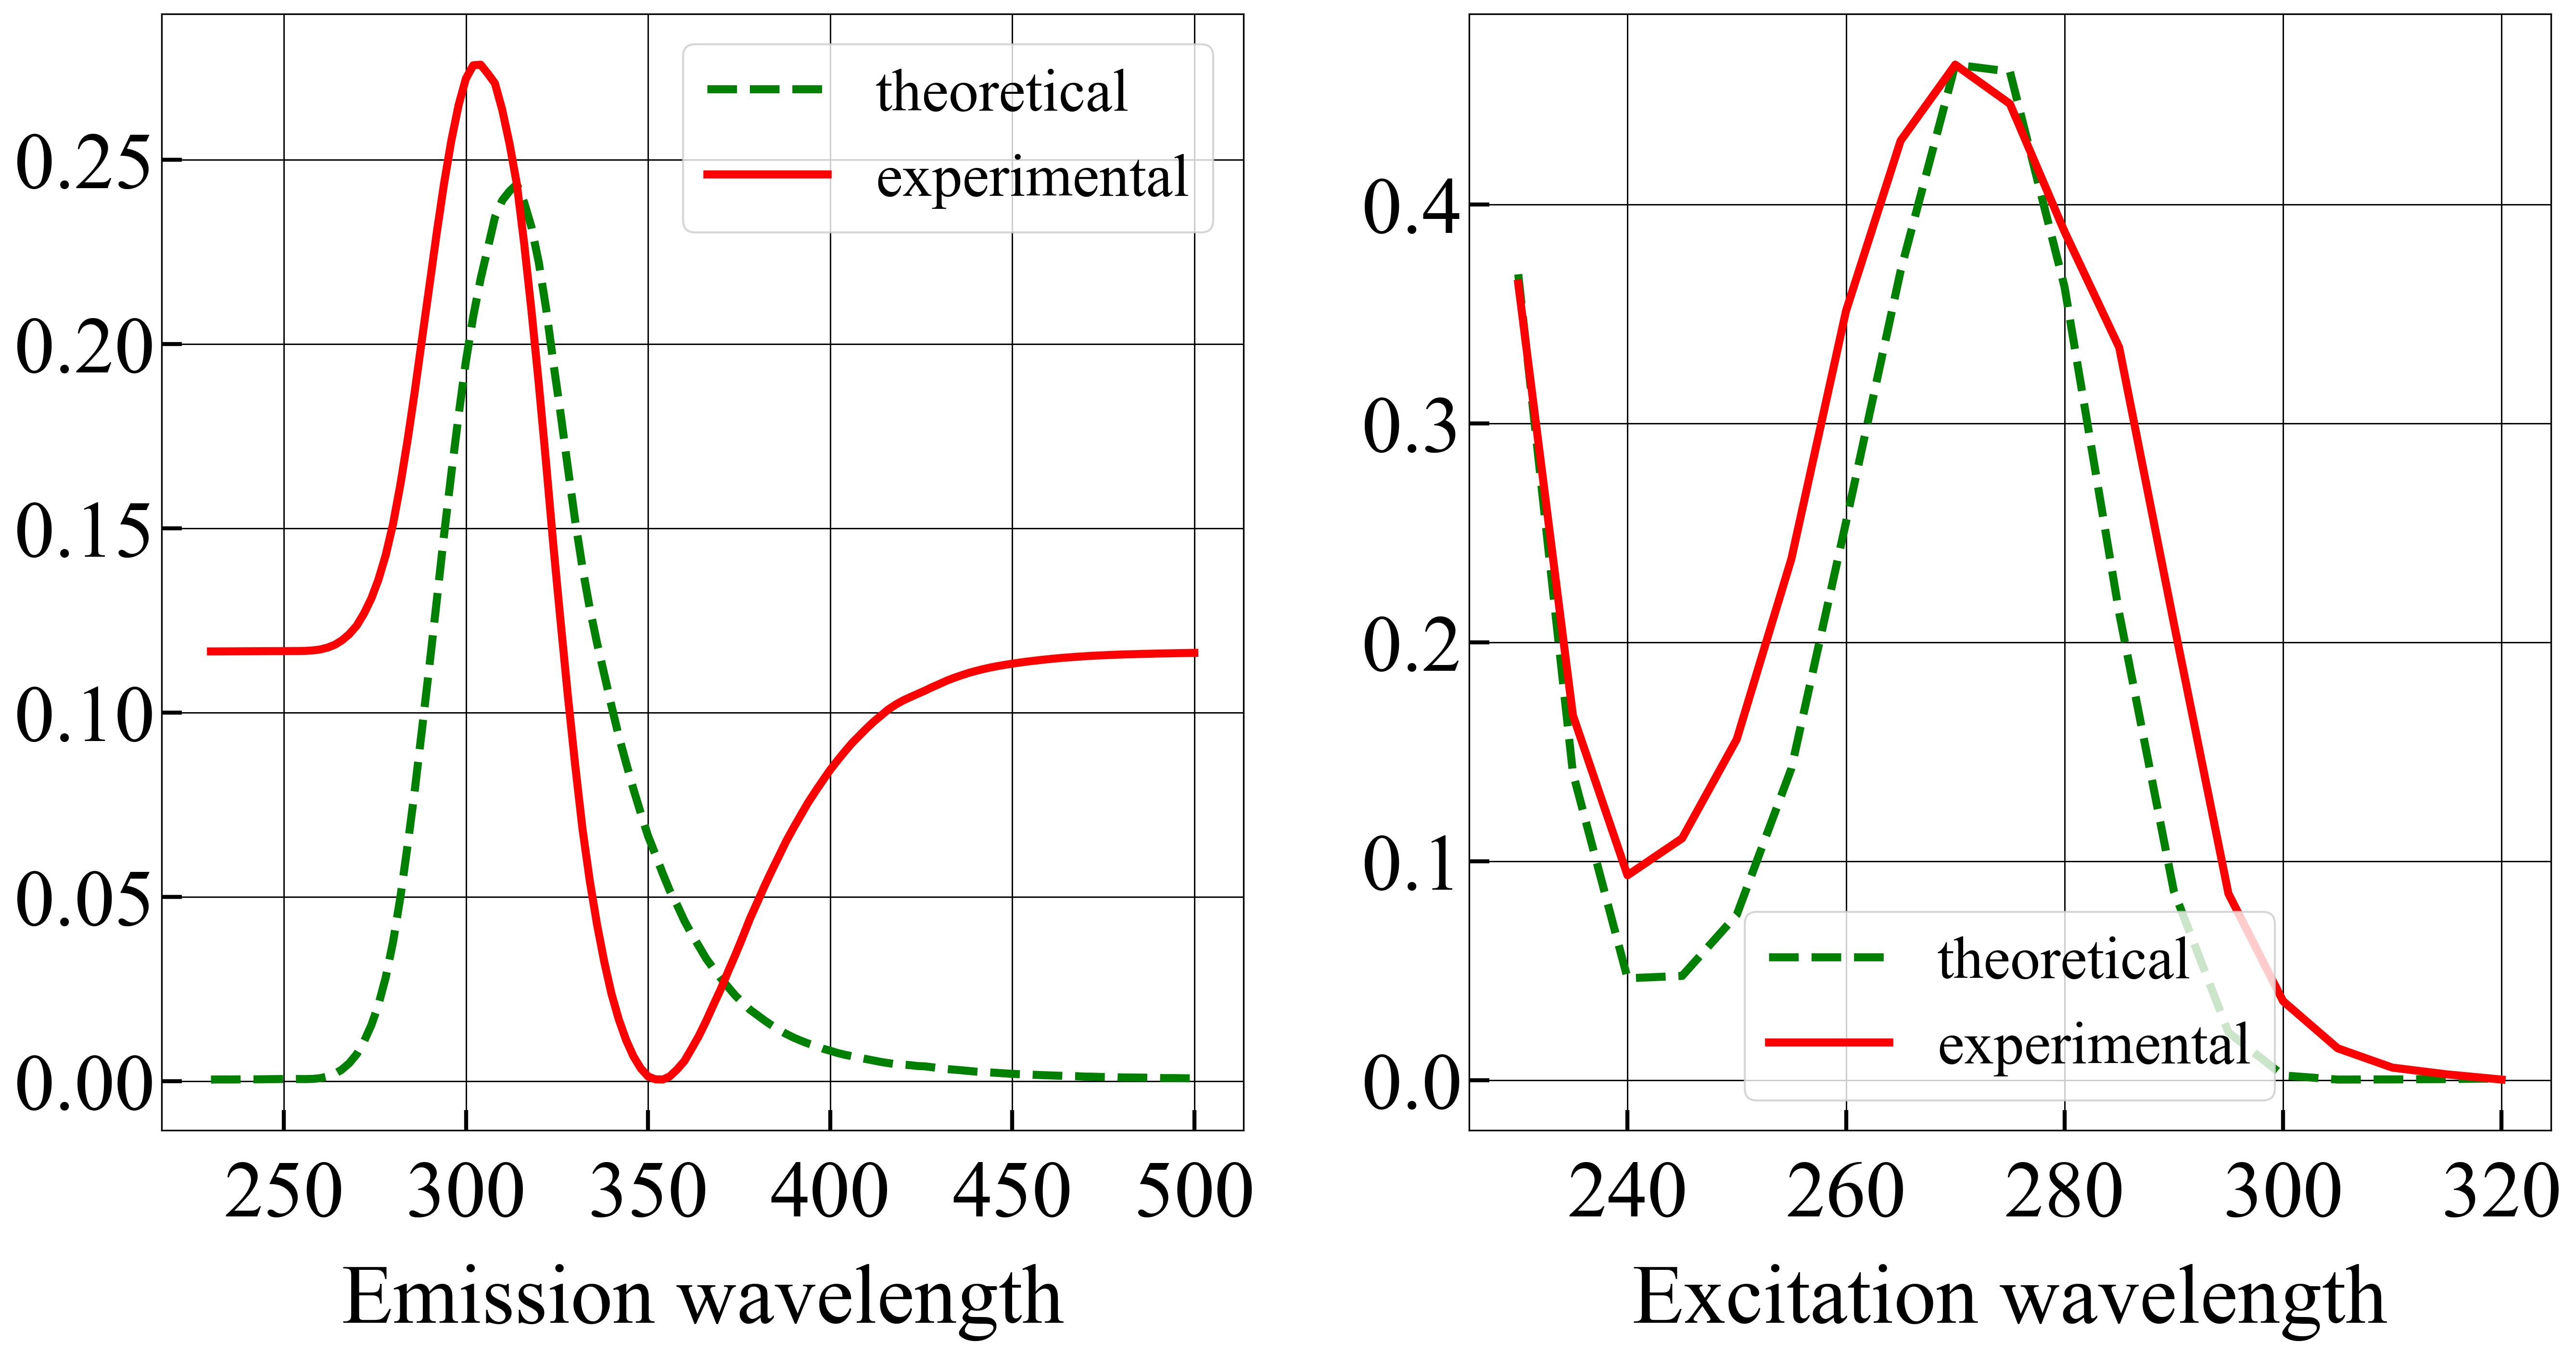 theoretical
experimental
0.25
0.20
0.15
0.10
0.05
0.00
250 300 350 400 450 500
Emission wavelength
0.4
0.3
0.2
0.1
0.0
theoretical
experimental
240 260 280 300 320
Excitation wavelength